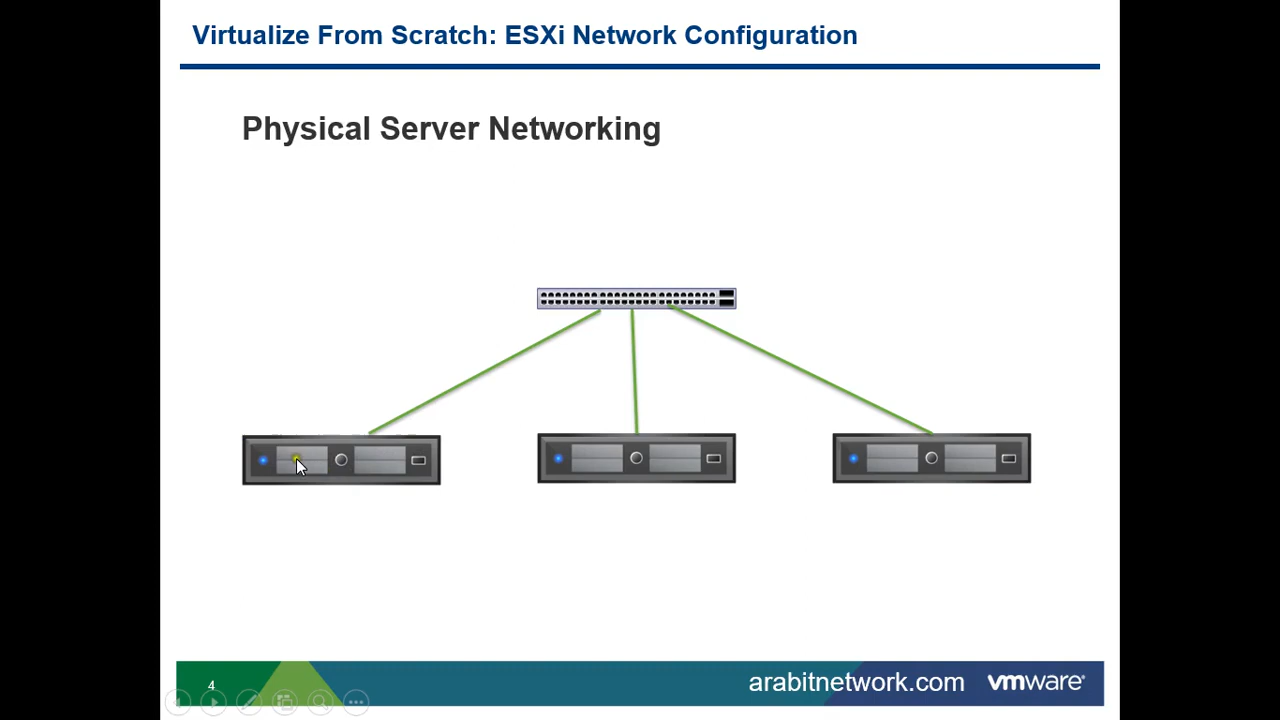 Virtualize From Scratch: ESXi Network Configuration
Physical Server Networking
4
arabitnetwork.com
vmware®